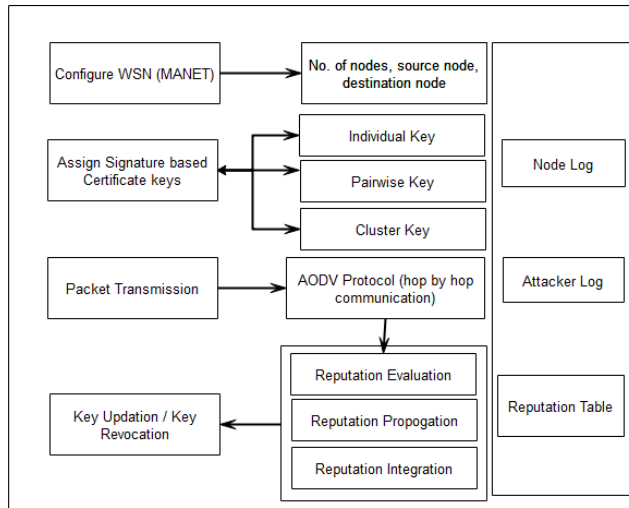 Configure WSN (MANET)
No. of nodes, source node,
destination node
Assign Signature based
Certificate keys
Individual Key
Pairwise Key
Cluster Key
Node Log
Packet Transmission
AODV Protocol (hop by hop
communication)
Attacker Log
Reputation Evaluation
Reputation Propogation
Reputation Integration
Key Updation / Key
Revocation
Reputation Table